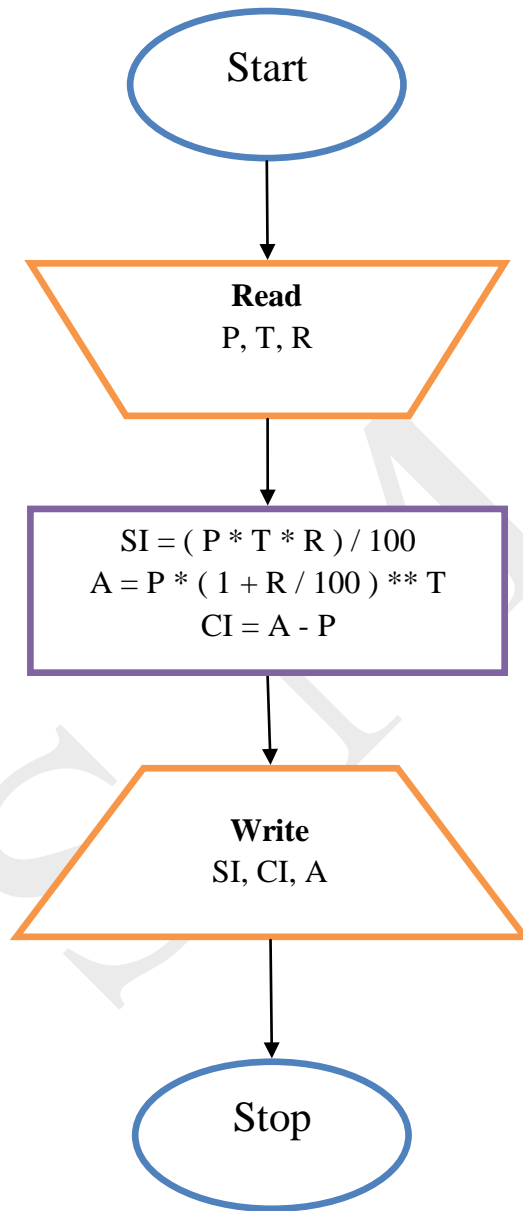 Start
Read
P, T, R
SI = ( P * T * R ) / 100
A = P * ( 1 + R / 100 ) ** T
CI = A - P
Write
SI, CI, A
Stop